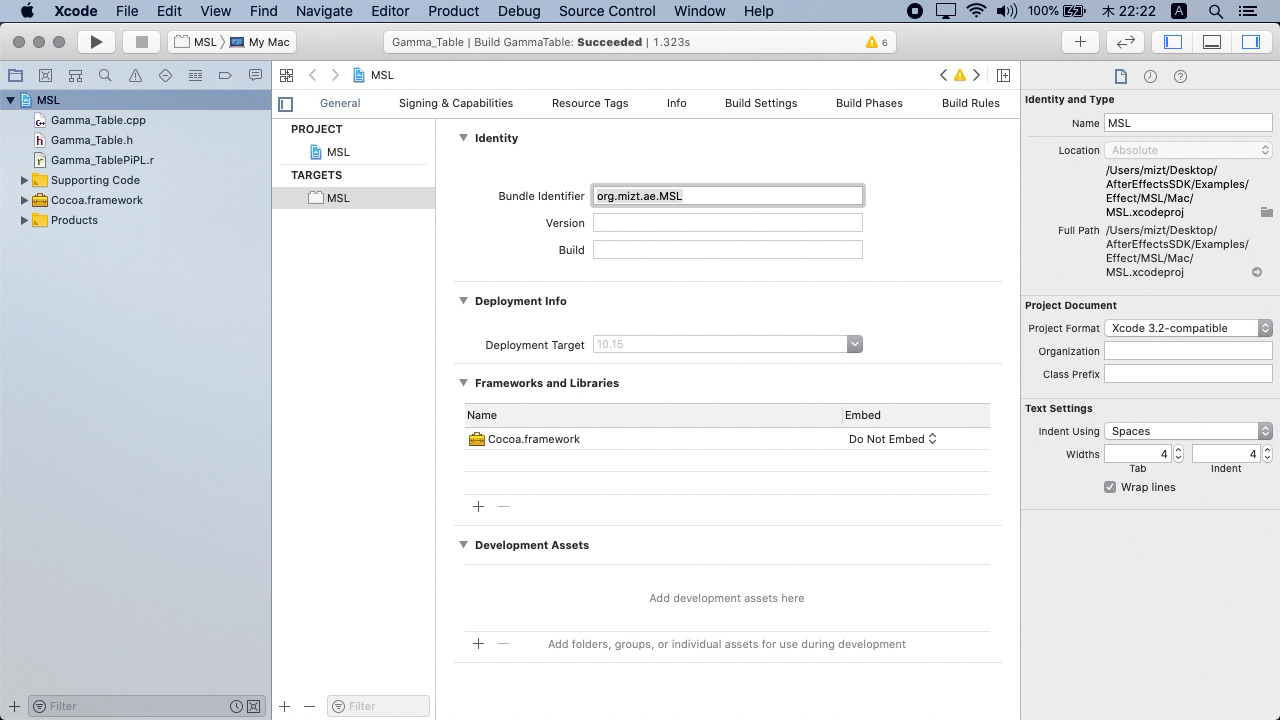 Xcode File Edit View Find Navigate Editor Product Debug Source Control Window Help 100% 木 22:22 A
MSL My Mac
Gamma_Table | Build GammaTable: Succeeded | 1.323s 6
MSL
Gamma_Table.cpp
Gamma_Table.h
Gamma_TablePiPL.r
Supporting Code
Cocoa.framework
Products
Filter
MSL
General Signing & Capabilities Resource Tags Info Build Settings Build Phases Build Rules
PROJECT
MSL
TARGETS
MSL
Filter
Identity
Bundle Identifier org.mizt.ae.MSL
Version
Build
Deployment Info
Deployment Target 10.15
Frameworks and Libraries
Name Embed
Cocoa.framework Do Not Embed
Development Assets
Add development assets here
Add folders, groups, or individual assets for use during development
Identity and Type
Name MSL
Location Absolute
/Users/mizt/Desktop/
AfterEffectsSDK/Examples/
Effect/MSL/Mac/
MSL.xcodeproj
Full Path /Users/mizt/Desktop/
AfterEffectsSDK/Examples/
Effect/MSL/Mac/
MSL.xcodeproj
Project Document
Project Format Xcode 3.2-compatible
Organization
Class Prefix
Text Settings
Indent Using Spaces
Widths 4 4
Tab Indent
Wrap lines